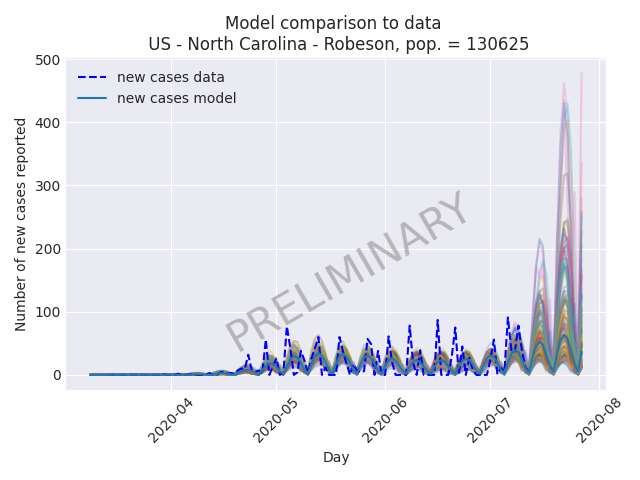 Model comparison to data
US - North Carolina - Robeson, pop. = 130625
new cases data
new cases model
PRELIMINARY
Number of new cases reported
500
400
300
200
100
0
2020-04
2020-05
2020-06
2020-07
2020-08
Day